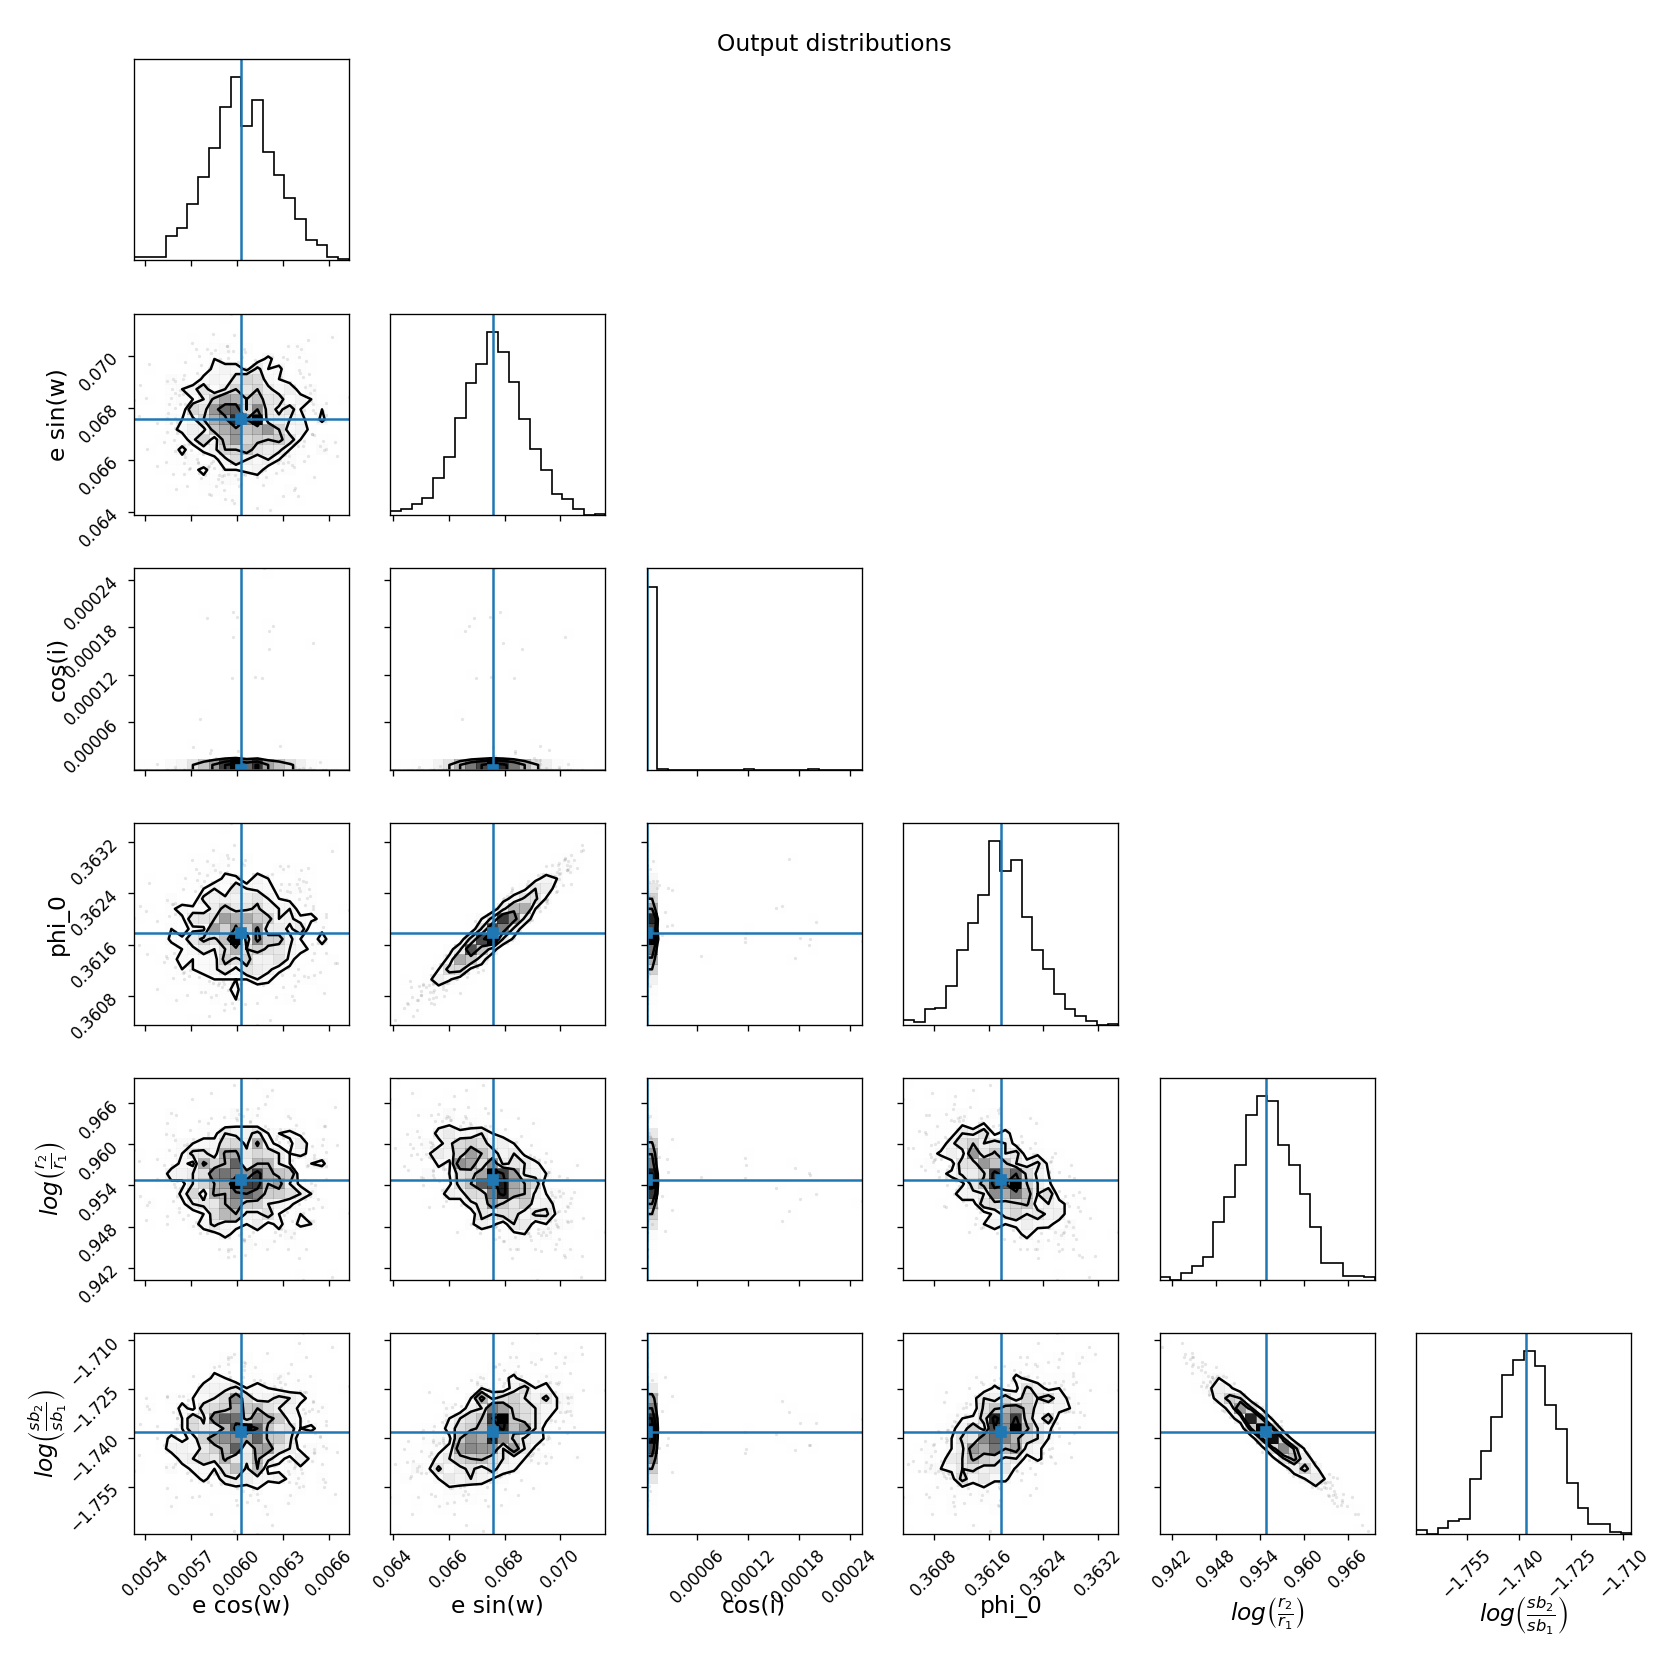 Output distributions
e sin(w)
0.070
0.068
0.066
0.064
cos(i)
0.00024
0.00018
0.00012
0.00006
phi_0
0.3632
0.3624
0.3616
0.3608
log(r₂/r₁)
0.966
0.960
0.954
0.948
0.942
log(sb₂/sb₁)
−1.710
−1.725
−1.740
−1.755
0.0054 0.0057 0.0060 0.0063 0.0066
e cos(w)
0.064 0.066 0.068 0.070
e sin(w)
0.00006 0.00012 0.00018 0.00024
cos(i)
0.3608 0.3616 0.3624 0.3632
phi_0
0.942 0.948 0.954 0.960 0.966
log(r₂/r₁)
−1.755 −1.740 −1.725 −1.710
log(sb₂/sb₁)